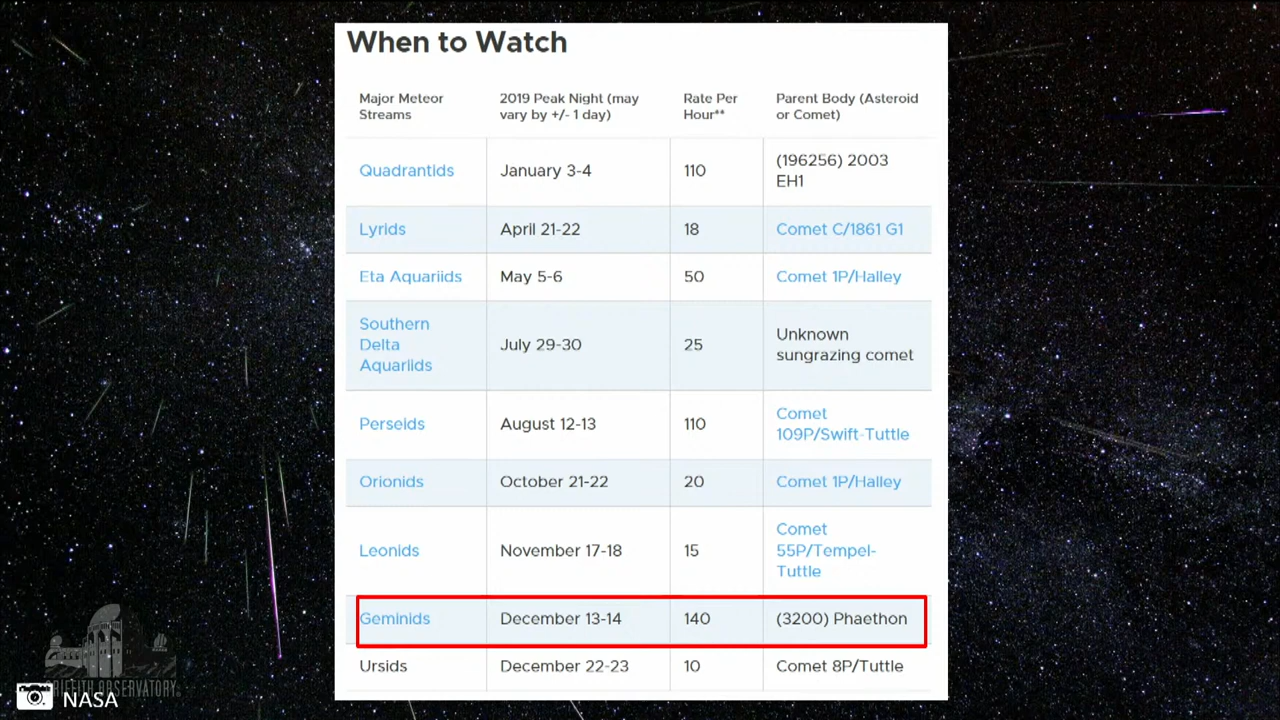 When to Watch
Major Meteor
Streams
2019 Peak Night (may
vary by +/- 1 day)
Rate Per
Hour**
Parent Body (Asteroid
or Comet)
Quadrantids
January 3-4
110
(196256) 2003
EH1
Lyrids
April 21-22
18
Comet C/1861 G1
Eta Aquariids
May 5-6
50
Comet 1P/Halley
Southern
Delta
Aquariids
July 29-30
25
Unknown
sungrazing comet
Perseids
August 12-13
110
Comet
109P/Swift-Tuttle
Orionids
October 21-22
20
Comet 1P/Halley
Leonids
November 17-18
15
Comet
55P/Tempel-
Tuttle
Geminids
December 13-14
140
(3200) Phaethon
Ursids
December 22-23
10
Comet 8P/Tuttle
GRIFFITH OBSERVATORY
NASA